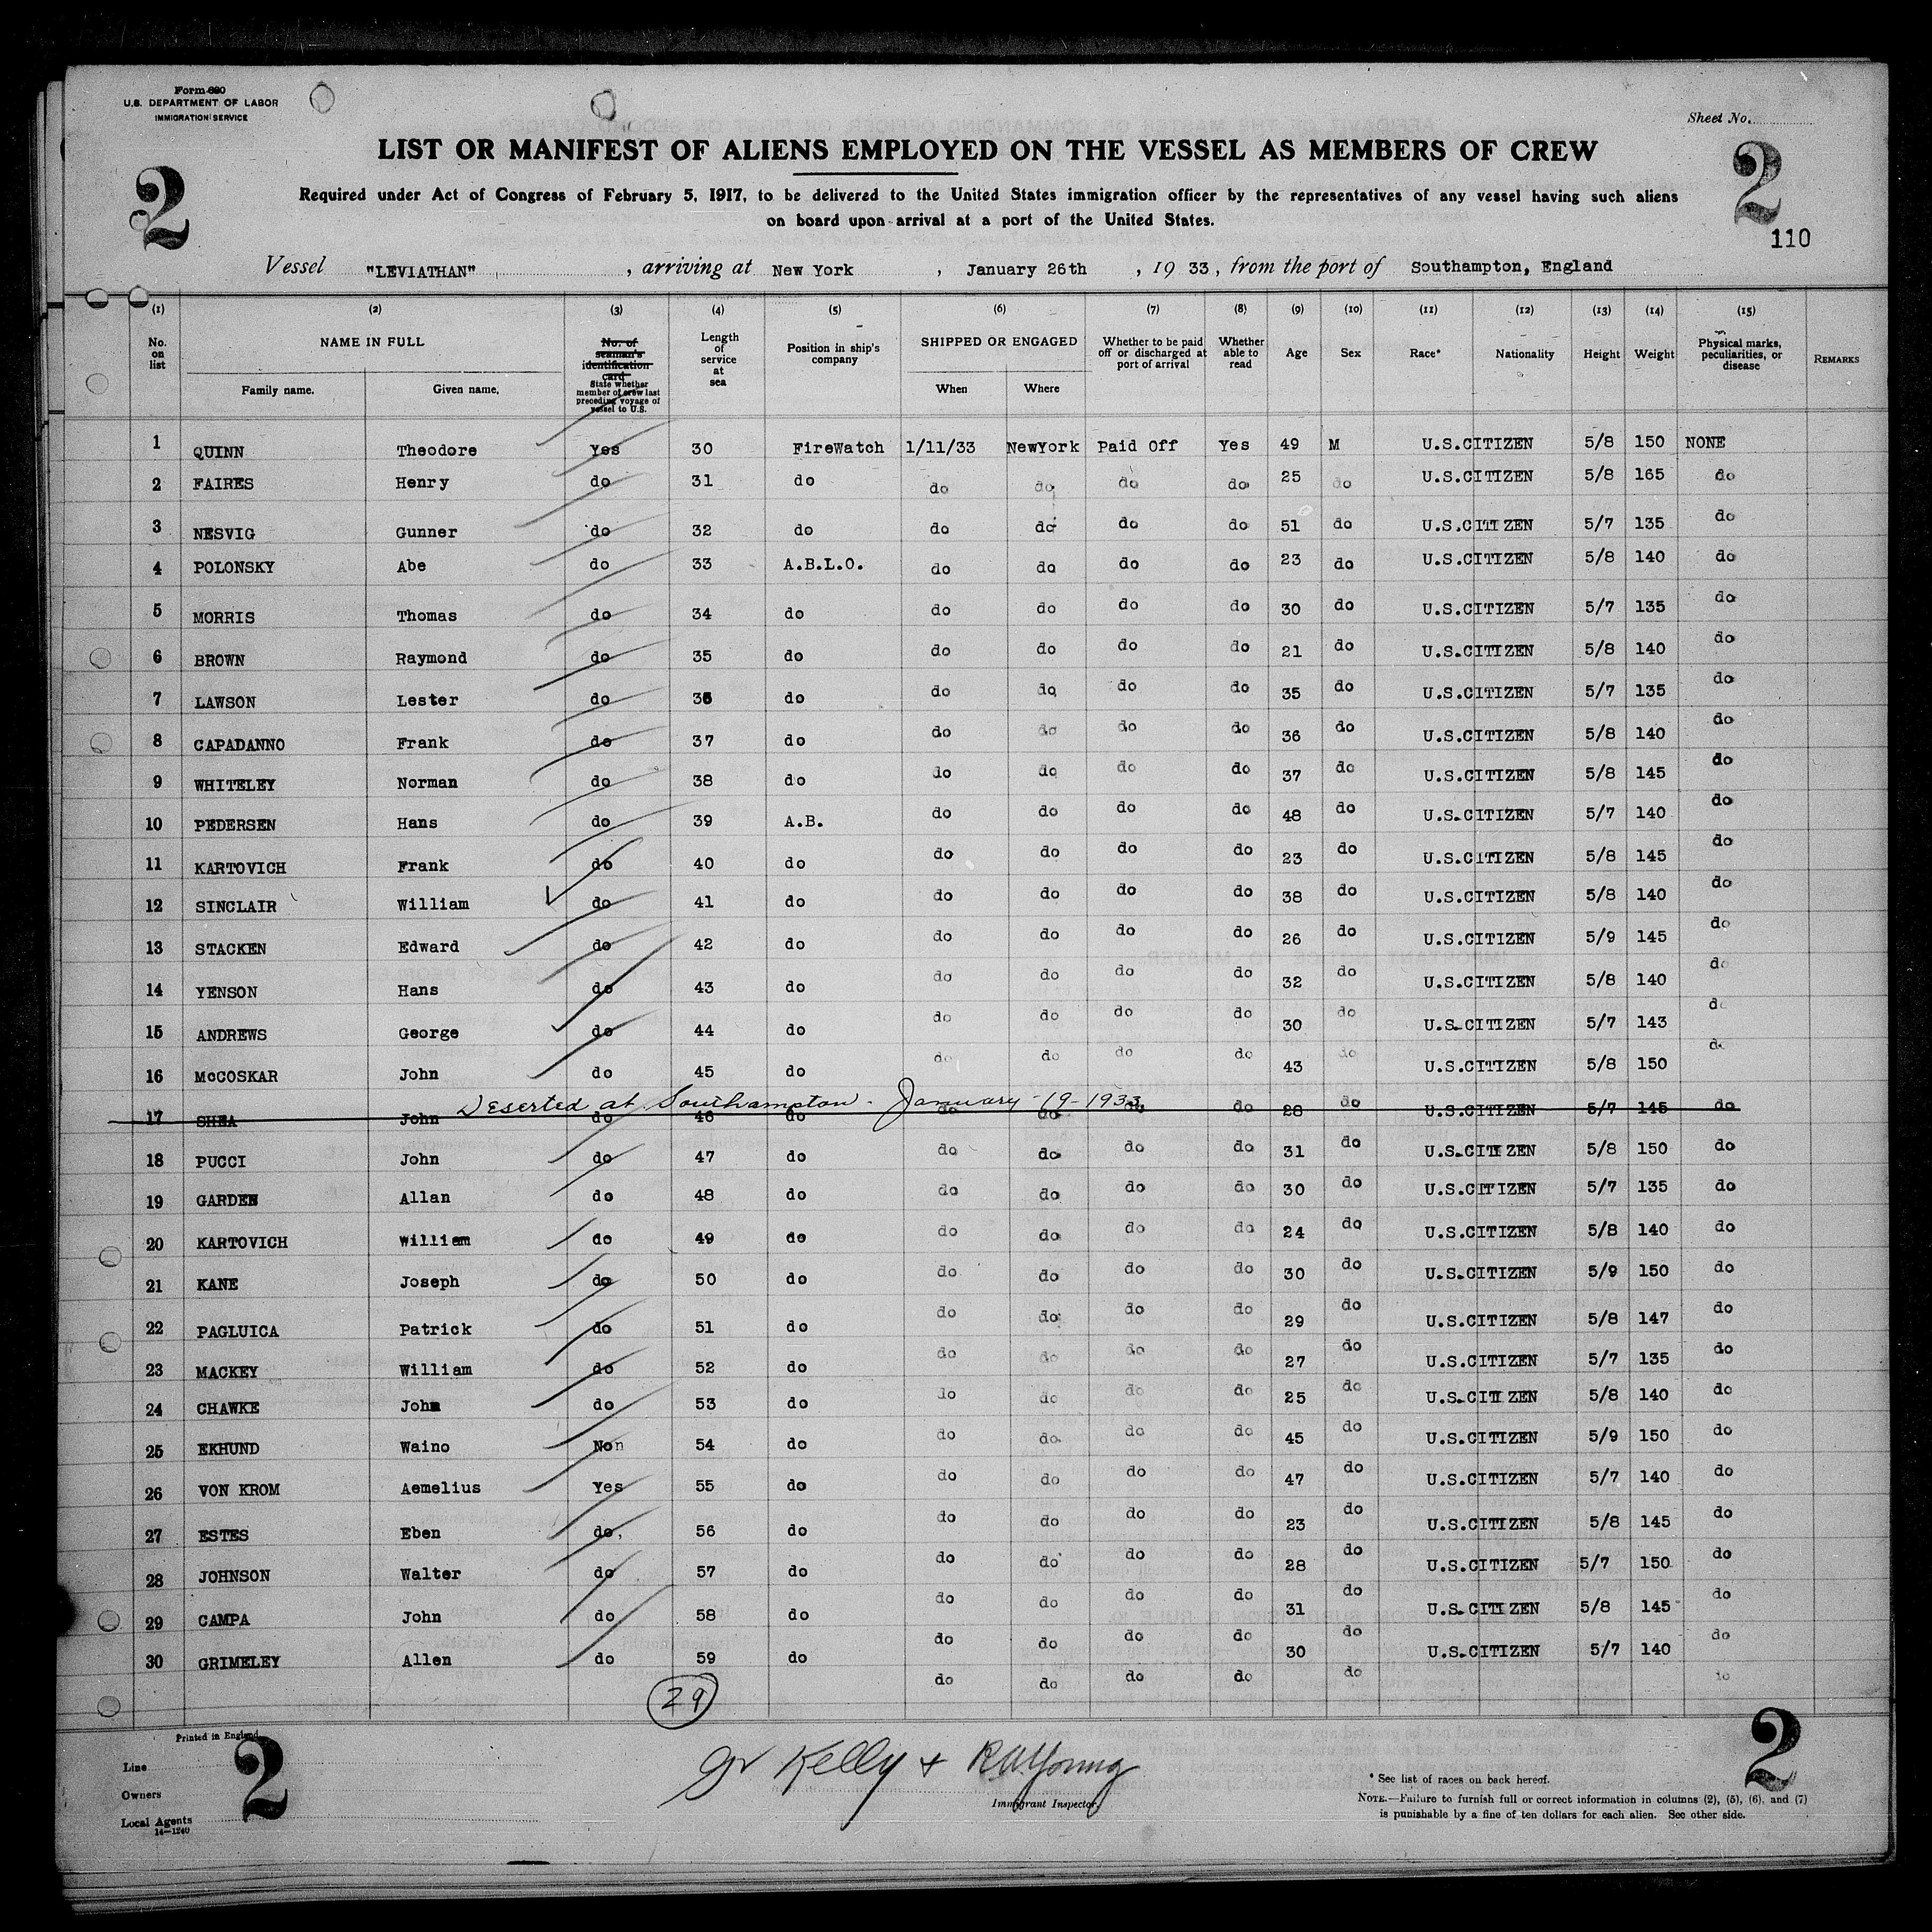 Form 680
U.S. DEPARTMENT OF LABOR
IMMIGRATION SERVICE
Sheet No.
LIST OR MANIFEST OF ALIENS EMPLOYED ON THE VESSEL AS MEMBERS OF CREW
2 2
Required under Act of Congress of February 5, 1917, to be delivered to the United States immigration officer by the representatives of any vessel having such aliens
on board upon arrival at a port of the United States.
110
Vessel "LEVIATHAN", arriving at New York, January 26th, 19 33, from the port of Southampton, England
(1) (2) (3) (4) (5) (6) (7) (8) (9) (10) (11) (12) (13) (14) (15)
No. on list NAME IN FULL Family name. Given name. No. of seaman's identification card State whether member of crew last preceding voyage of vessel to U.S. Length of service at sea Position in ship's company SHIPPED OR ENGAGED When Where Whether to be paid off or discharged at port of arrival Whether able to read Age Sex Race* Nationality Height Weight Physical marks, peculiarities, or disease REMARKS
1 QUINN Theodore Yes 30 FireWatch 1/11/33 NewYork Paid Off Yes 49 M U.S.CITIZEN 5/8 150 NONE
2 FAIRES Henry do 31 do do do do do 25 do U.S.CITIZEN 5/8 165 do
3 NESVIG Gunner do 32 do do do do do 51 do U.S.CITIZEN 5/7 135 do
4 POLONSKY Abe do 33 A.B.L.O. do do do do 23 do U.S.CITIZEN 5/8 140 do
5 MORRIS Thomas do 34 do do do do do 30 do U.S.CITIZEN 5/7 135 do
6 BROWN Raymond do 35 do do do do do 21 do U.S.CITIZEN 5/8 140 do
7 LAWSON Lester do 36 do do do do do 35 do U.S.CITIZEN 5/7 135 do
8 CAPADANNO Frank do 37 do do do do do 36 do U.S.CITIZEN 5/8 140 do
9 WHITELEY Norman do 38 do do do do do 37 do U.S.CITIZEN 5/8 145 do
10 PEDERSEN Hans do 39 A.B. do do do do 48 do U.S.CITIZEN 5/7 140 do
11 KARTOVICH Frank do 40 do do do do do 23 do U.S.CITIZEN 5/8 145 do
12 SINCLAIR William do 41 do do do do do 38 do U.S.CITIZEN 5/8 140 do
13 STACKEN Edward do 42 do do do do do 26 do U.S.CITIZEN 5/9 145 do
14 YENSON Hans do 43 do do do do do 32 do U.S.CITIZEN 5/8 140 do
15 ANDREWS George do 44 do do do do do 30 do U.S.CITIZEN 5/7 143 do
16 McCOSKAR John do 45 do do do do do 43 do U.S.CITIZEN 5/8 150 do
Deserted at Southampton - January - 19 - 1933
17 SHEA John do 46 do do do do do 28 do U.S.CITIZEN 5/7 145 do
18 PUCCI John do 47 do do do do do 31 do U.S.CITIZEN 5/8 150 do
19 GARDEN Allan do 48 do do do do do 30 do U.S.CITIZEN 5/7 135 do
20 KARTOVICH William do 49 do do do do do 24 do U.S.CITIZEN 5/8 140 do
21 KANE Joseph do 50 do do do do do 30 do U.S.CITIZEN 5/9 150 do
22 PAGLUICA Patrick do 51 do do do do do 29 do U.S.CITIZEN 5/8 147 do
23 MACKEY William do 52 do do do do do 27 do U.S.CITIZEN 5/7 135 do
24 CHAWKE John do 53 do do do do do 25 do U.S.CITIZEN 5/8 140 do
25 EKHUND Waino Non 54 do do do do do 45 do U.S.CITIZEN 5/9 150 do
26 VON KROM Aemelius Yes 55 do do do do do 47 do U.S.CITIZEN 5/7 140 do
27 ESTES Eben do, 56 do do do do do 23 do U.S.CITIZEN 5/8 145 do
28 JOHNSON Walter do 57 do do do do do 28 do U.S.CITIZEN 5/7 150 do
29 CAMPA John do 58 do do do do do 31 do U.S.CITIZEN 5/8 145 do
30 GRIMELEY Allen do 59 do do do do do 30 do U.S.CITIZEN 5/7 140 do
do do do do do do
29
Printed in England
2 2
Line
Owners
Local Agents
14—1240
Kelly + RAYoung
Immigrant Inspector.
* See list of races on back hereof.
NOTE.—Failure to furnish full or correct information in columns (2), (5), (6), and (7)
is punishable by a fine of ten dollars for each alien. See other side.